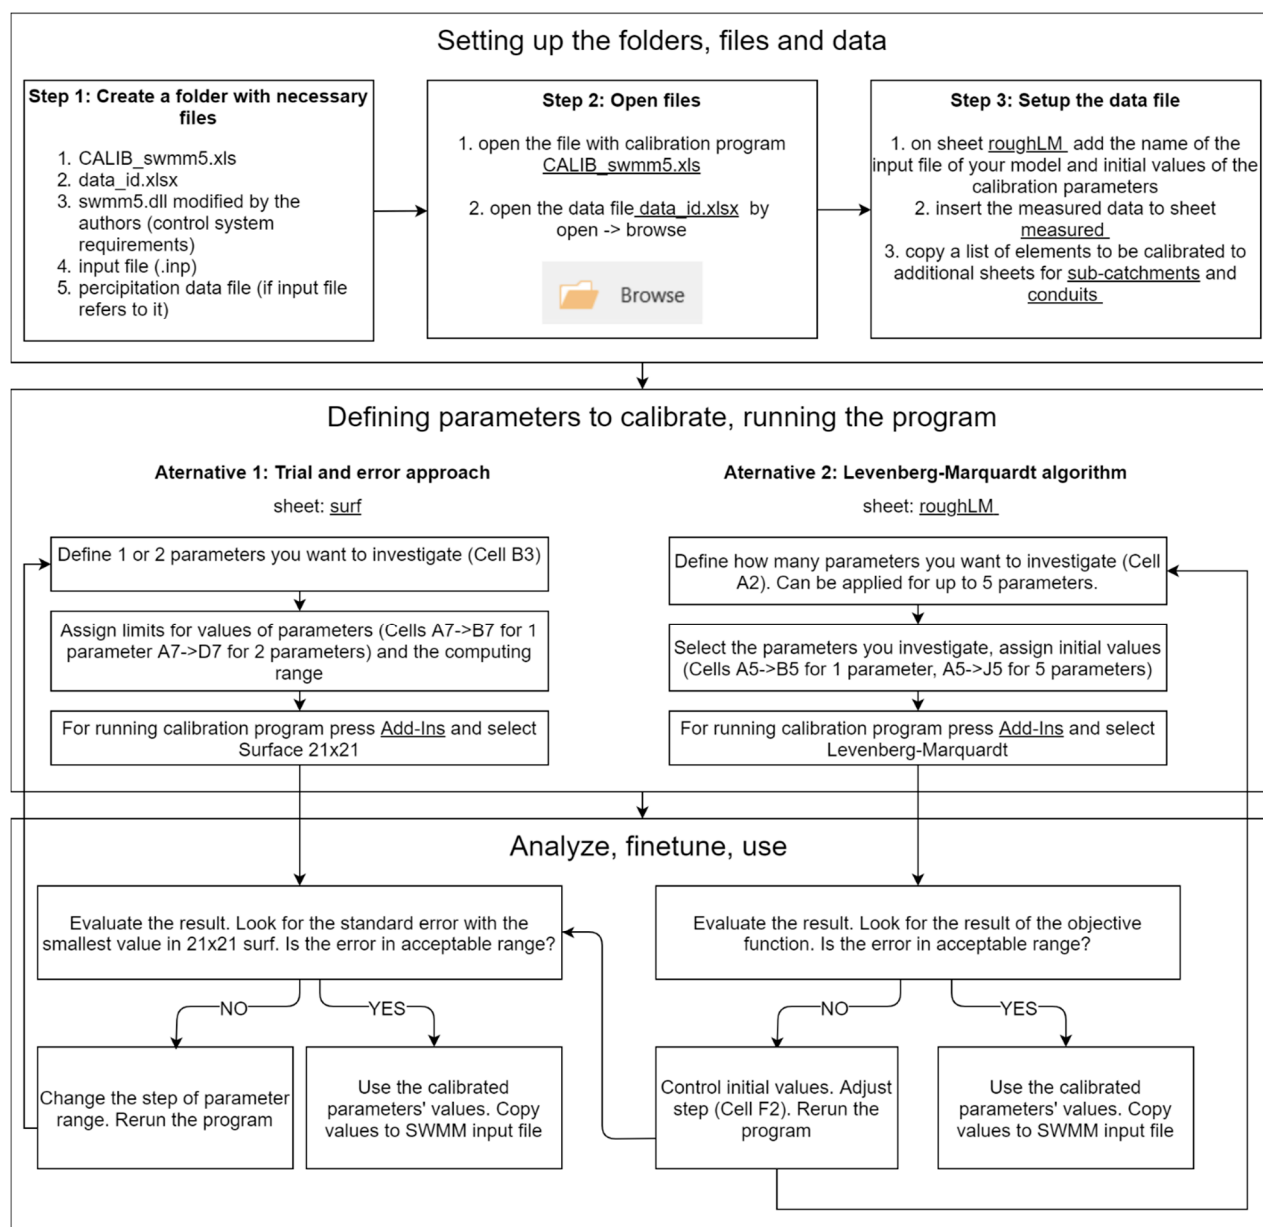 Setting up the folders, files and data
Step 1: Create a folder with necessary
files
1. CALIB_swmm5.xls
2. data_id.xlsx
3. swmm5.dll modified by the
authors (control system
requirements)
4. input file (.inp)
5. percipitation data file (if input file
refers to it)
Step 2: Open files
1. open the file with calibration program
CALIB_swmm5.xls
2. open the data file data_id.xlsx by
open -> browse
Browse
Step 3: Setup the data file
1. on sheet roughLM add the name of the
input file of your model and initial values of the
calibration parameters
2. insert the measured data to sheet
measured
3. copy a list of elements to be calibrated to
additional sheets for sub-catchments and
conduits
Defining parameters to calibrate, running the program
Aternative 1: Trial and error approach
sheet: surf
Define 1 or 2 parameters you want to investigate (Cell B3)
Assign limits for values of parameters (Cells A7->B7 for 1
parameter A7->D7 for 2 parameters) and the computing
range
For running calibration program press Add-Ins and select
Surface 21x21
Aternative 2: Levenberg-Marquardt algorithm
sheet: roughLM
Define how many parameters you want to investigate (Cell
A2). Can be applied for up to 5 parameters.
Select the parameters you investigate, assign initial values
(Cells A5->B5 for 1 parameter, A5->J5 for 5 parameters)
For running calibration program press Add-Ins and select
Levenberg-Marquardt
Analyze, finetune, use
Evaluate the result. Look for the standard error with the
smallest value in 21x21 surf. Is the error in acceptable range?
NO
YES
Change the step of parameter
range. Rerun the program
Use the calibrated
parameters' values. Copy
values to SWMM input file
Evaluate the result. Look for the result of the objective
function. Is the error in acceptable range?
NO
YES
Control initial values. Adjust
step (Cell F2). Rerun the
program
Use the calibrated
parameters' values. Copy
values to SWMM input file